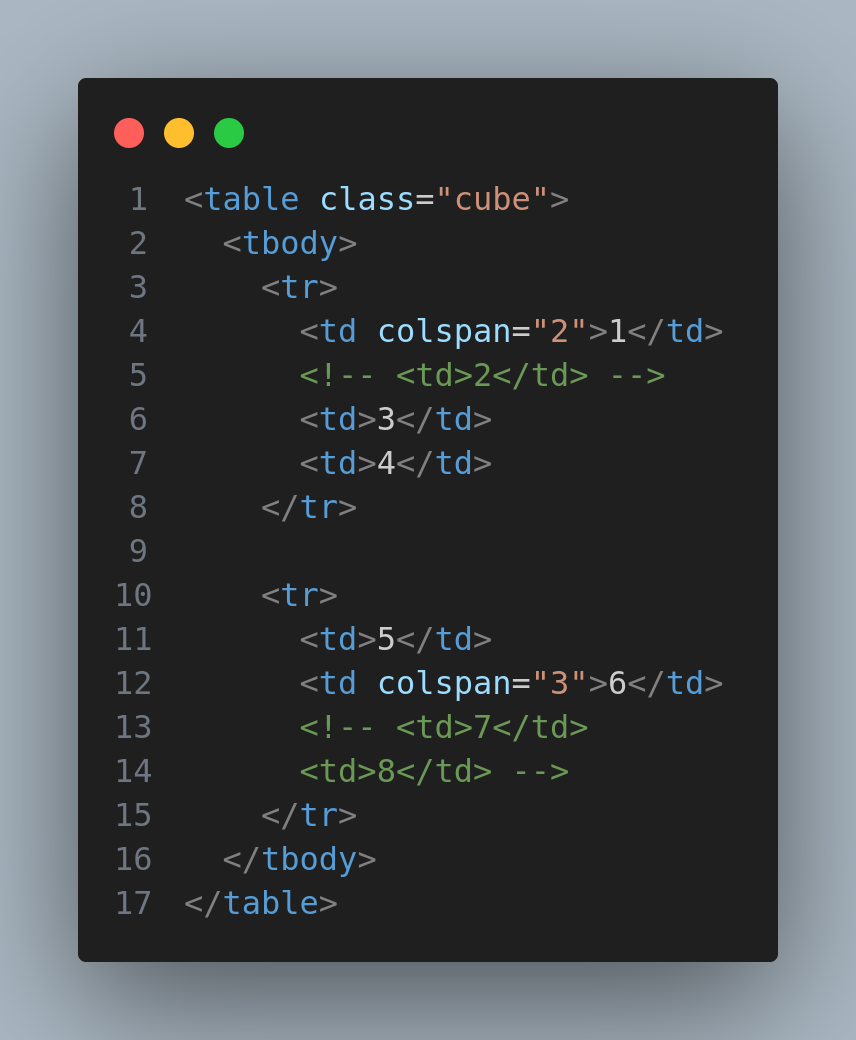 1 <table class="cube">
2   <tbody>
3     <tr>
4       <td colspan="2">1</td>
5       <!-- <td>2</td> -->
6       <td>3</td>
7       <td>4</td>
8     </tr>
9
10     <tr>
11       <td>5</td>
12       <td colspan="3">6</td>
13       <!-- <td>7</td>
14       <td>8</td> -->
15     </tr>
16   </tbody>
17 </table>